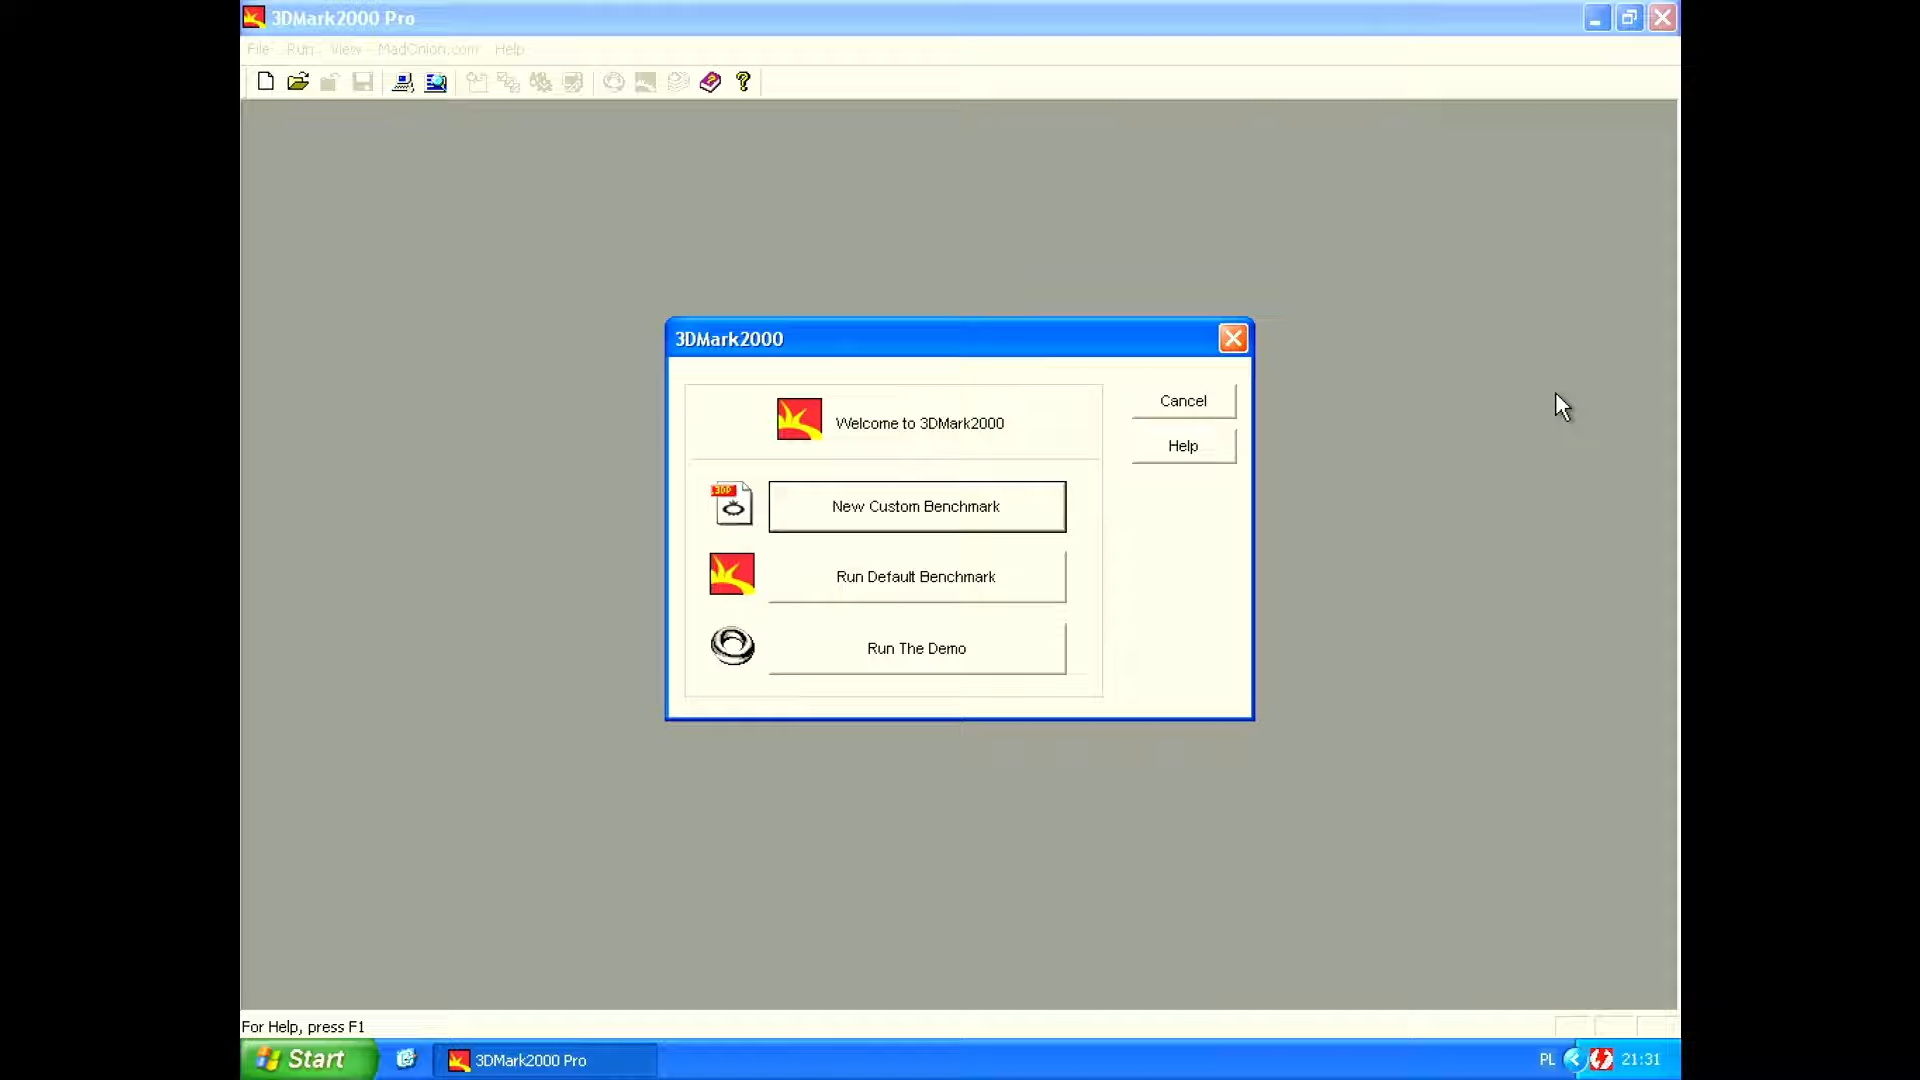 3DMark2000 Pro
File Run View MadOnion.com Help
3DMark2000
Welcome to 3DMark2000
Cancel
Help
.3DP
New Custom Benchmark
Run Default Benchmark
Run The Demo
For Help, press F1
Start
3DMark2000 Pro
PL
21:31